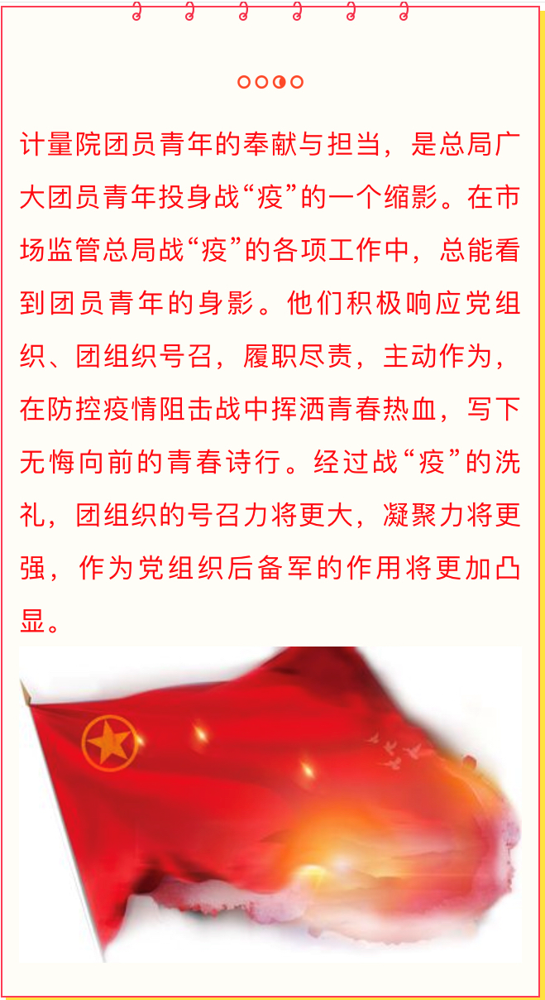 计量院团员青年的奉献与担当，是总局广
大团员青年投身战“疫”的一个缩影。在市
场监管总局战“疫”的各项工作中，总能看
到团员青年的身影。他们积极响应党组
织、团组织号召，履职尽责，主动作为，
在防控疫情阻击战中挥洒青春热血，写下
无悔向前的青春诗行。经过战“疫”的洗
礼，团组织的号召力将更大，凝聚力将更
强，作为党组织后备军的作用将更加凸
显。